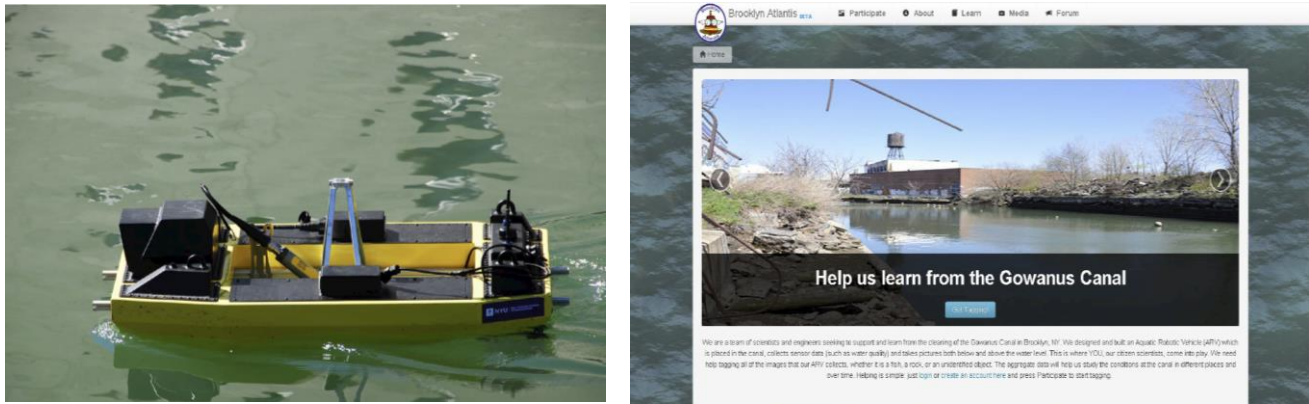 NYU
Brooklyn Atlantis BETA
Participate
About
Learn
Media
Forum
Home
Help us learn from the Gowanus Canal
We are a team of scientists and engineers seeking to support and learn from the cleaning of the Gowanus Canal in Brooklyn, NY. We designed and built an Aquatic Robotic Vehicle (ARV) which
is placed in the canal, collects sensor data (such as water quality) and takes pictures both below and above the water level. This is where YOU, our citizen scientists, come into play. We need
help tagging all of the images that our ARV collects, whether it is a fish, a rock, or an unidentified object. The aggregate data will help us study the conditions at the canal in different places and
over time. Helping is simple: just login or create an account here and press Participate to start tagging.